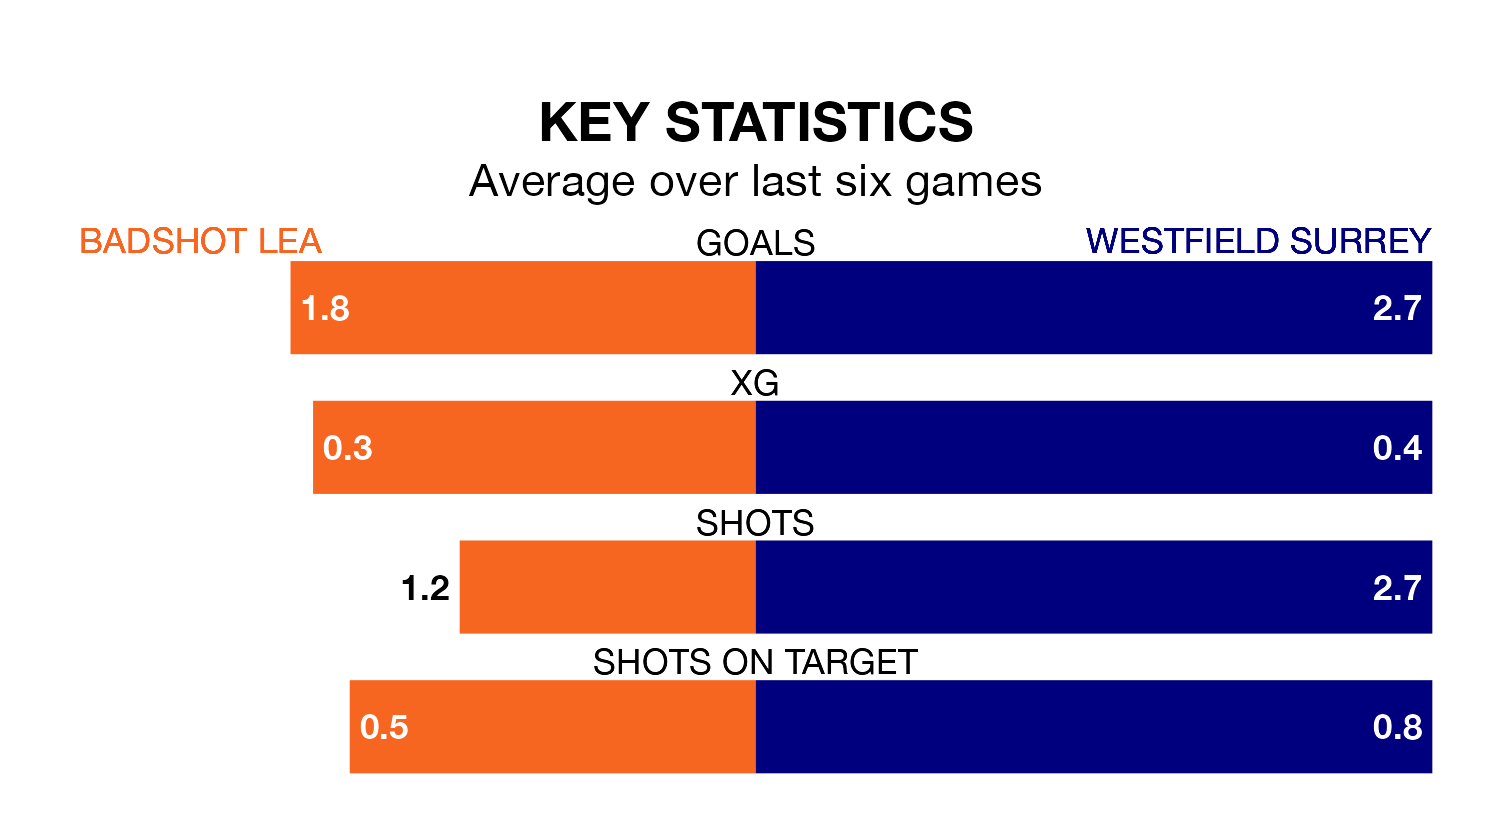 KEY STATISTICS
Average over last six games
BADSHOT LEA GOALS WESTFIELD SURREY
1.8 2.7
XG
0.3 0.4
SHOTS
1.2 2.7
SHOTS ON TARGET
0.5 0.8